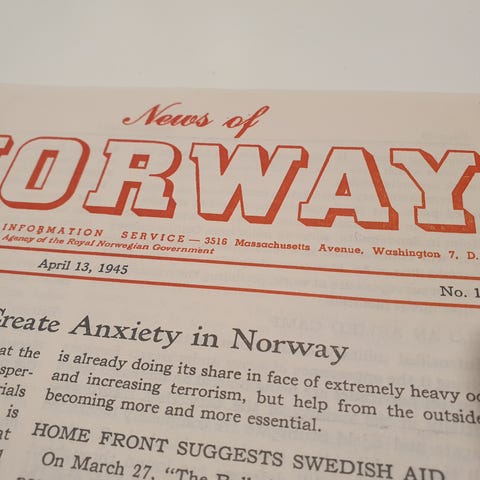 News of
ORWAY
INFORMATION SERVICE — 3516 Massachusetts Avenue, Washington 7, D.
Agency of the Royal Norwegian Government
April 13, 1945
No. 1
reate Anxiety in Norway
at the
sper-
rials
is
at
is already doing its share in face of extremely heavy
and increasing terrorism, but help from the outside
becoming more and more essential.
HOME FRONT SUGGESTS SWEDISH AID
On March 27, "The